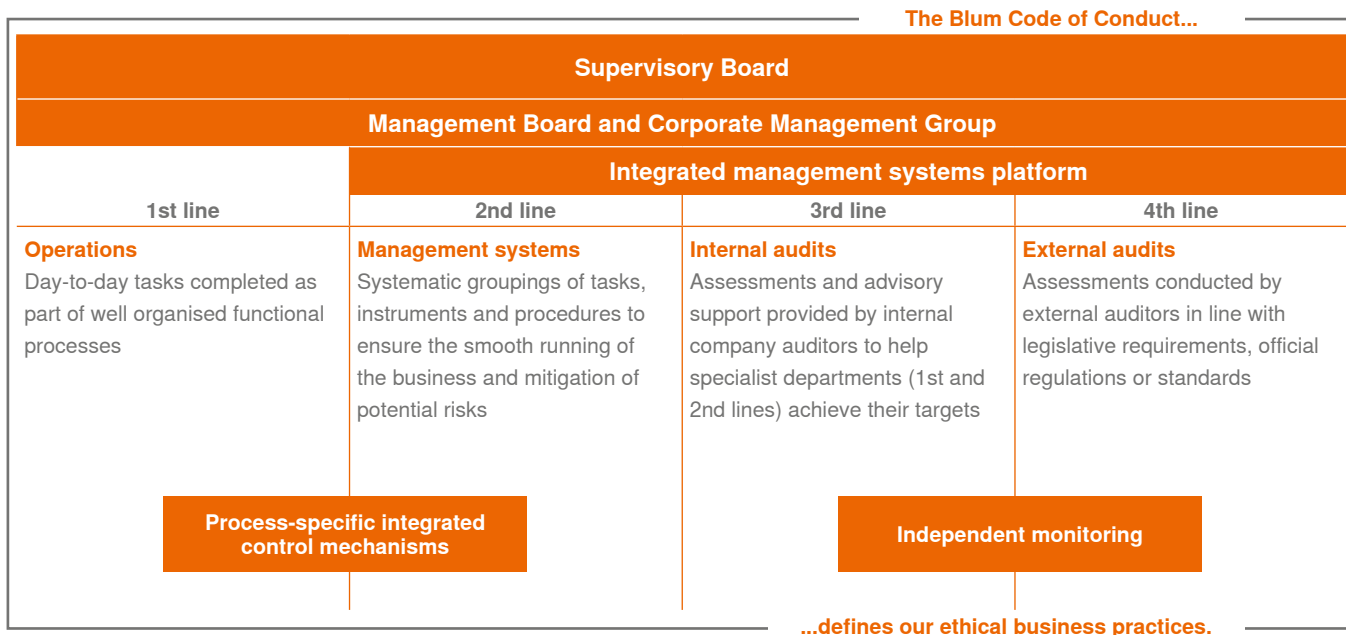 The Blum Code of Conduct...
Supervisory Board
Management Board and Corporate Management Group
Integrated management systems platform
1st line
2nd line
3rd line
4th line
Operations
Day-to-day tasks completed as
part of well organised functional
processes
Management systems
Systematic groupings of tasks,
instruments and procedures to
ensure the smooth running of
the business and mitigation of
potential risks
Internal audits
Assessments and advisory
support provided by internal
company auditors to help
specialist departments (1st and
2nd lines) achieve their targets
External audits
Assessments conducted by
external auditors in line with
legislative requirements, official
regulations or standards
Process-specific integrated
control mechanisms
Independent monitoring
...defines our ethical business practices.